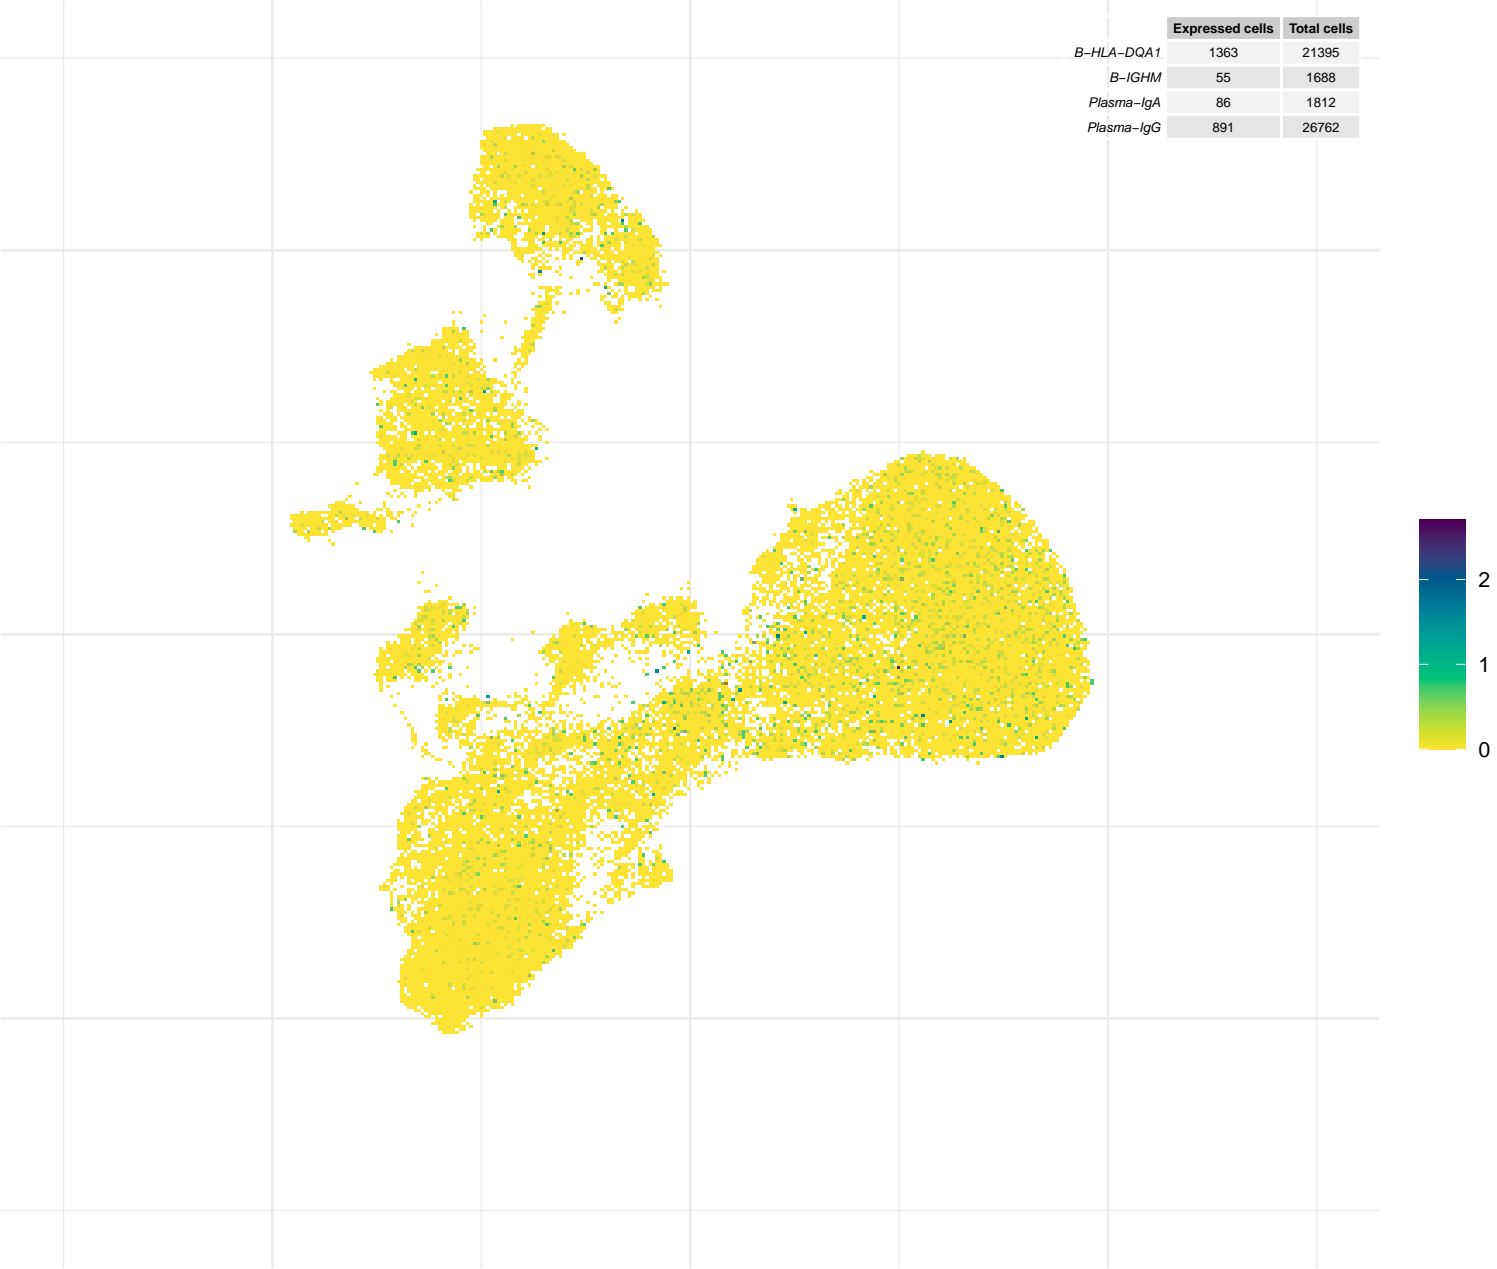 Expressed cells Total cells
B−HLA−DQA1 1363 21395
B−IGHM 55 1688
Plasma−IgA 86 1812
Plasma−IgG 891 26762
2
1
0